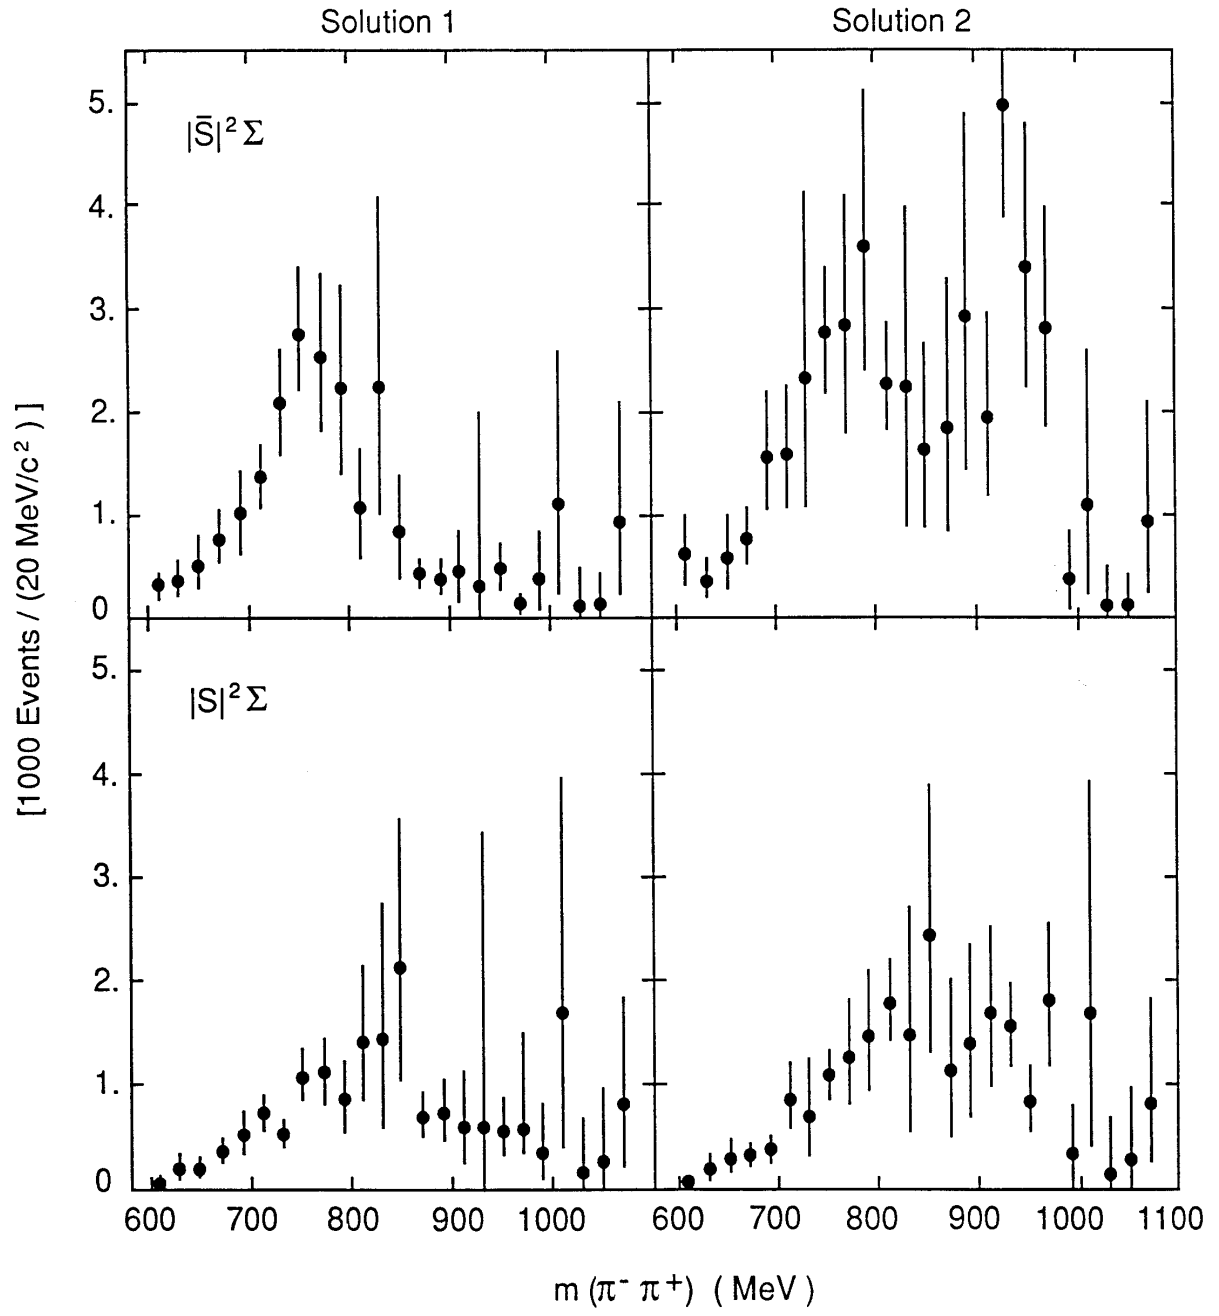 Solution 1
Solution 2
|S̄|² Σ
5.
4.
3.
2.
1.
0
|S|² Σ
5.
4.
3.
2.
1.
0
[1000 Events / (20 MeV/c²)]
600 700 800 900 1000 600 700 800 900 1000 1100
m (π⁻ π⁺) (MeV)